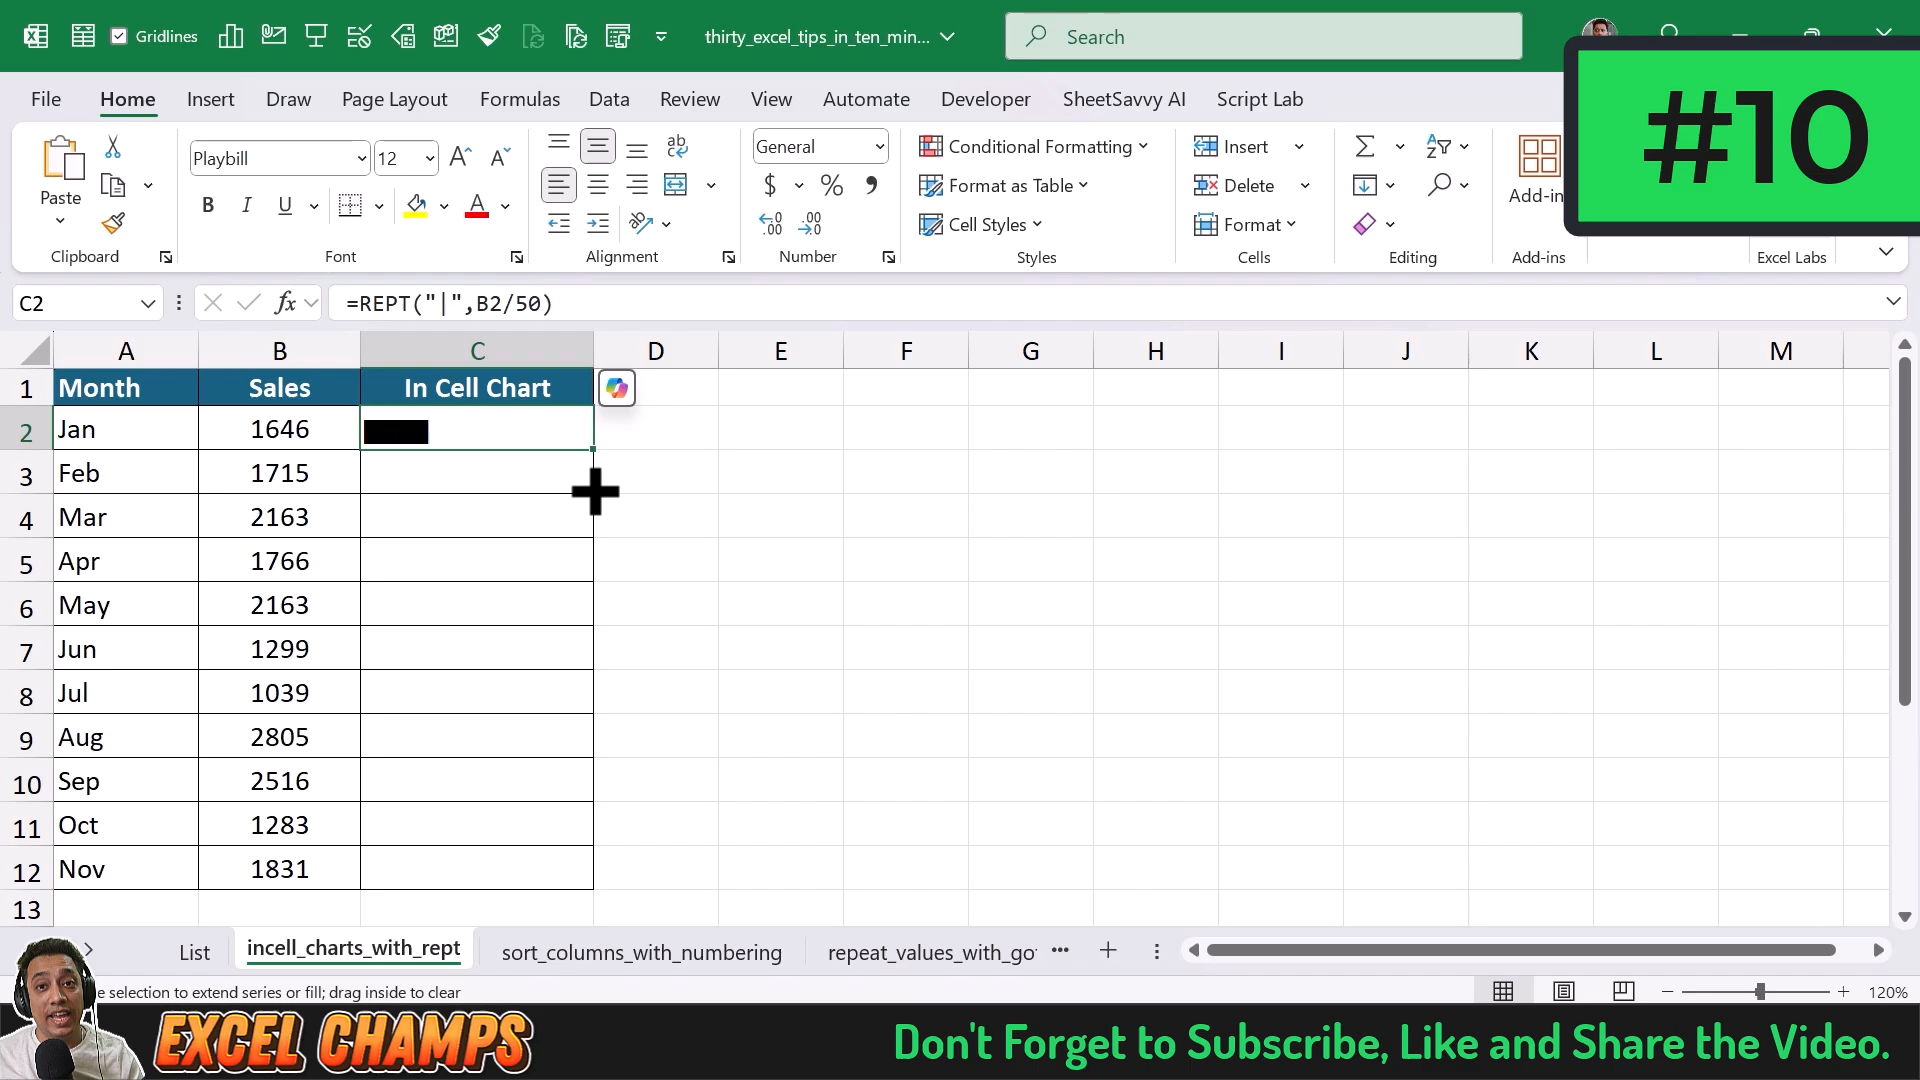 Gridlines
thirty_excel_tips_in_ten_min...
Search
#10
File Home Insert Draw Page Layout Formulas Data Review View Automate Developer SheetSavvy AI Script Lab
Paste
Playbill 12
B I U A
General
$ % 9
Conditional Formatting
Format as Table
Cell Styles
Insert
Delete
Format
Add-in
Clipboard Font Alignment Number Styles Cells Editing Add-ins Excel Labs
C2 fx =REPT("|",B2/50)
A B C D E F G H I J K L M
1 Month Sales In Cell Chart
2 Jan 1646
3 Feb 1715
4 Mar 2163
5 Apr 1766
6 May 2163
7 Jun 1299
8 Jul 1039
9 Aug 2805
10 Sep 2516
11 Oct 1283
12 Nov 1831
13
List incell_charts_with_rept sort_columns_with_numbering repeat_values_with_go
e selection to extend series or fill; drag inside to clear
120%
EXCEL CHAMPS
Don't Forget to Subscribe, Like and Share the Video.